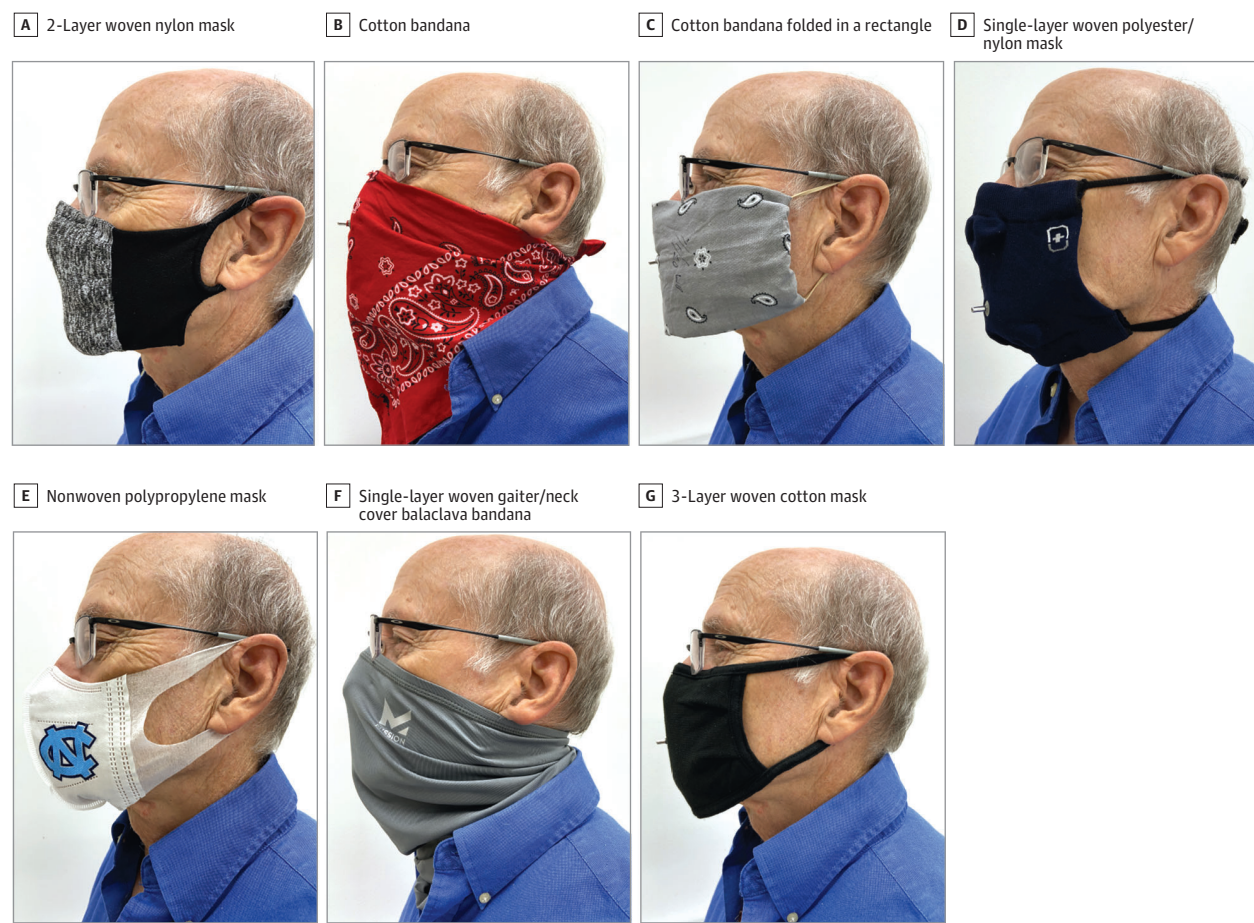 A 2-Layer woven nylon mask
B Cotton bandana
C Cotton bandana folded in a rectangle
D Single-layer woven polyester/
nylon mask
E Nonwoven polypropylene mask
F Single-layer woven gaiter/neck
cover balaclava bandana
G 3-Layer woven cotton mask
NC
M